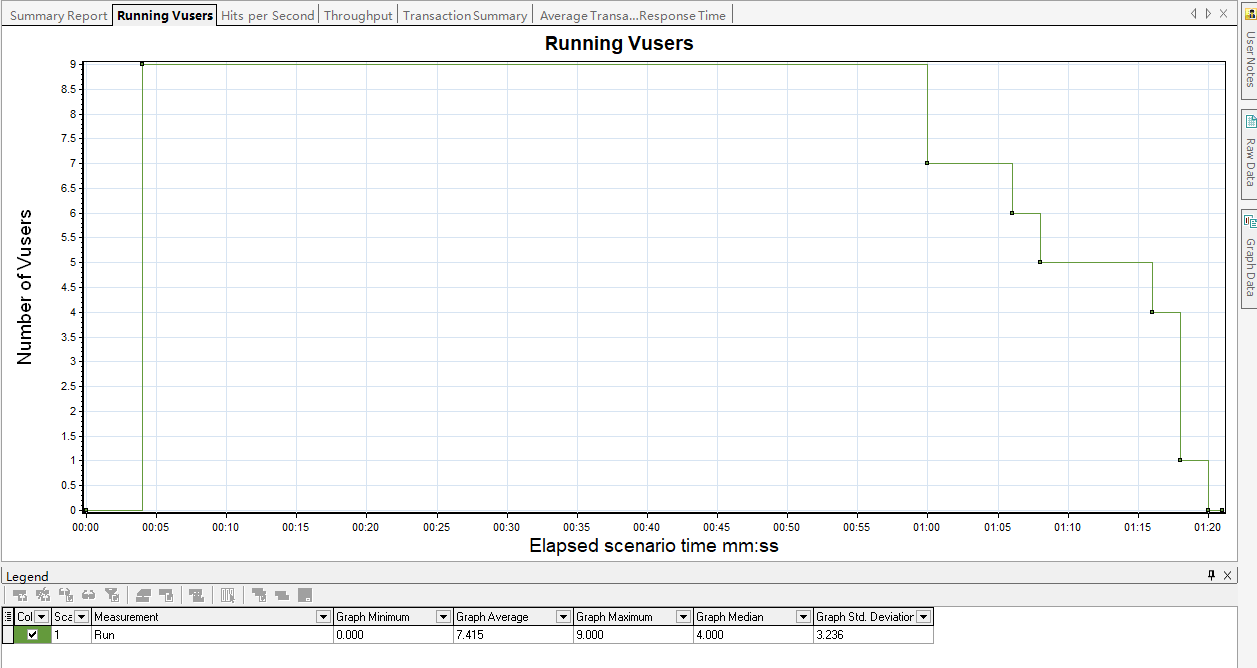 Summary Report Running Vusers Hits per Second Throughput Transaction Summary Average Transa...Response Time
Running Vusers
Number of Vusers
9
8.5
8
7.5
7
6.5
6
5.5
5
4.5
4
3.5
3
2.5
2
1.5
1
0.5
0
00:00 00:05 00:10 00:15 00:20 00:25 00:30 00:35 00:40 00:45 00:50 00:55 01:00 01:05 01:10 01:15 01:20
Elapsed scenario time mm:ss
User Notes
Raw Data
Graph Data
Legend
Col Sca Measurement Graph Minimum Graph Average Graph Maximum Graph Median Graph Std. Deviation
1 Run 0.000 7.415 9.000 4.000 3.236